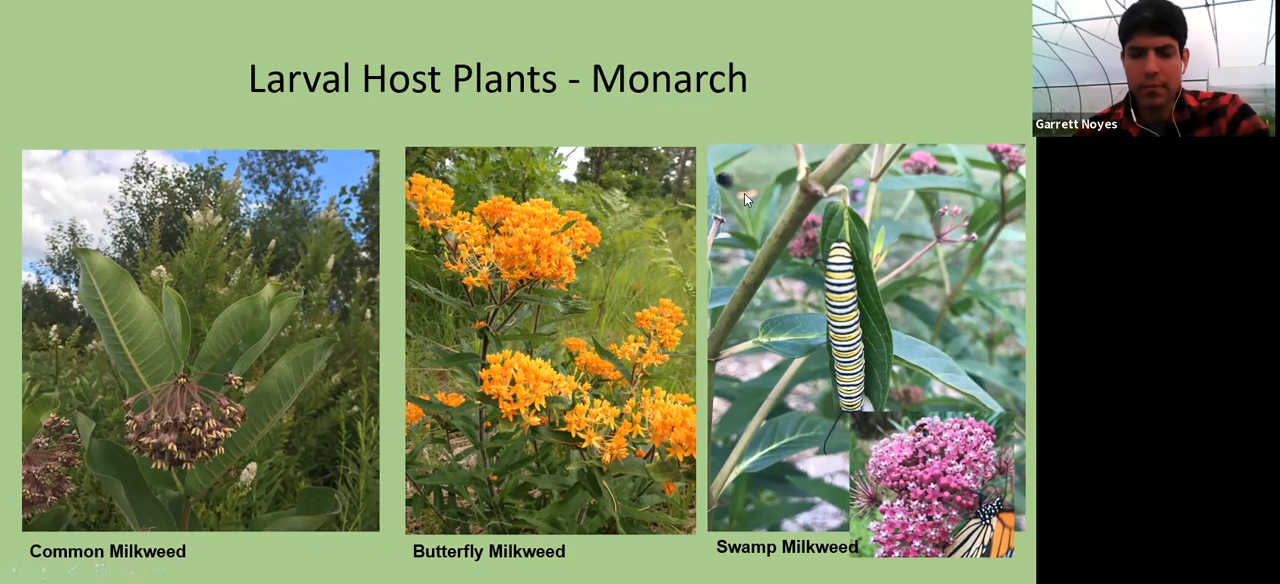 Larval Host Plants - Monarch
Garrett Noyes
Common Milkweed
Butterfly Milkweed
Swamp Milkweed